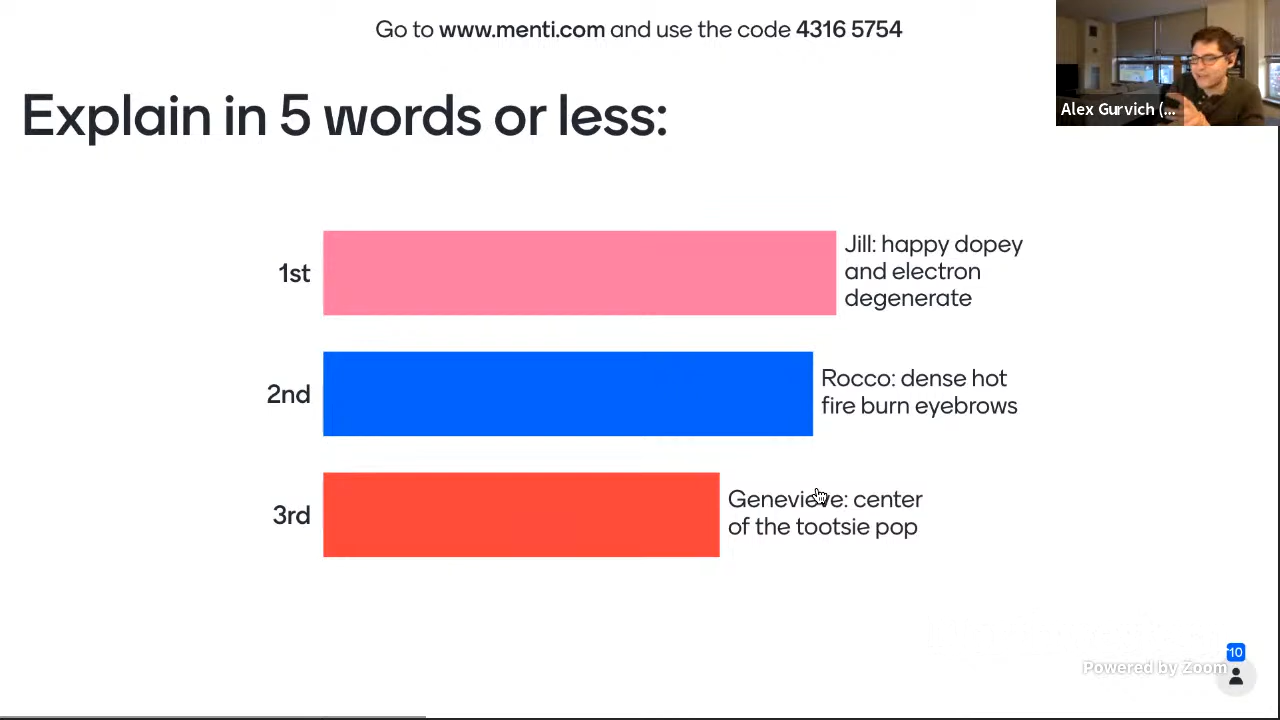 Go to www.menti.com and use the code 4316 5754
Alex Gurvich (...
Explain in 5 words or less:
1st
Jill: happy dopey
and electron
degenerate
2nd
Rocco: dense hot
fire burn eyebrows
3rd
Genevieve: center
of the tootsie pop
10
Powered by Zoom